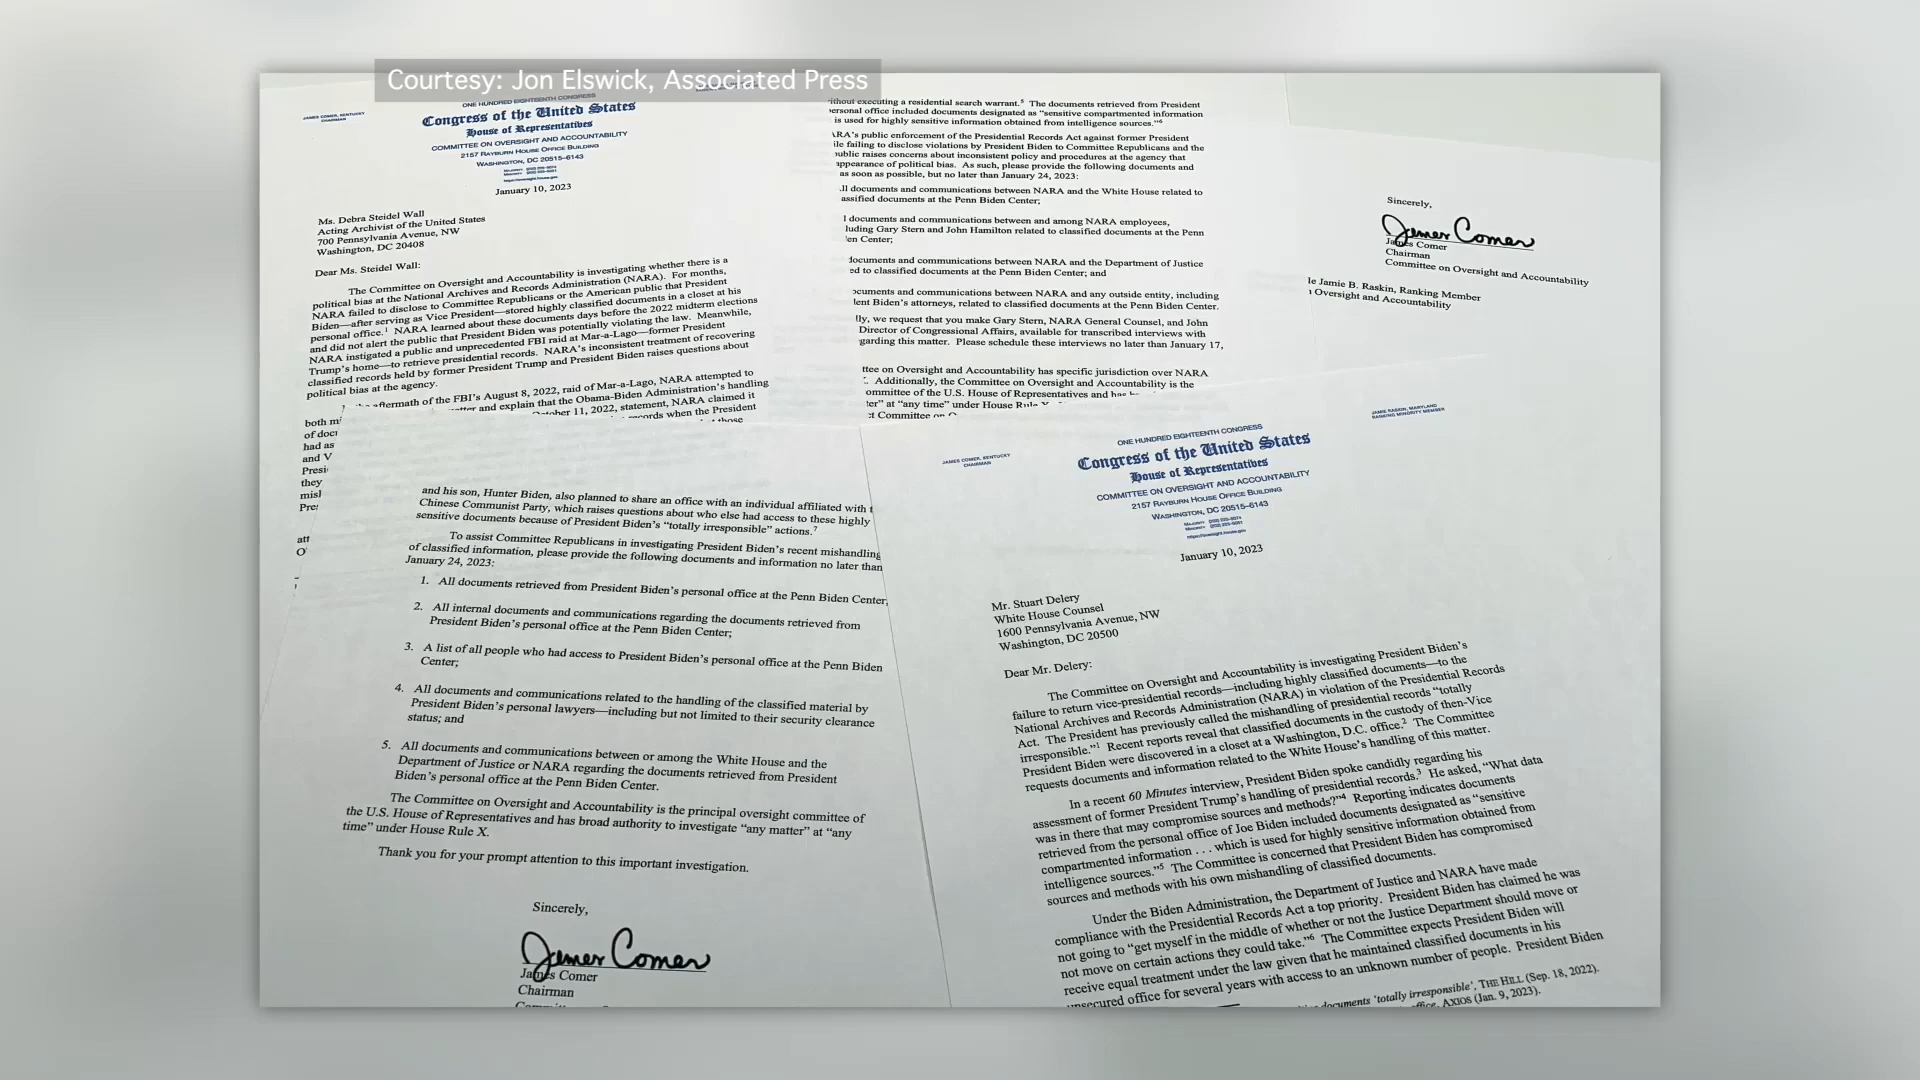 Courtesy: Jon Elswick, Associated Press
JAMES COMER, KENTUCKY
CHAIRMAN
ONE HUNDRED EIGHTEENTH CONGRESS
Congress of the United States
House of Representatives
COMMITTEE ON OVERSIGHT AND ACCOUNTABILITY
2157 RAYBURN HOUSE OFFICE BUILDING
WASHINGTON, DC 20515–6143
https://oversight.house.gov
January 10, 2023
Ms. Debra Steidel Wall
Acting Archivist of the United States
700 Pennsylvania Avenue, NW
Washington, DC 20408
Dear Ms. Steidel Wall:
The Committee on Oversight and Accountability is investigating whether there is a
political bias at the National Archives and Records Administration (NARA). For months,
NARA failed to disclose to Committee Republicans or the American public that President
Biden—after serving as Vice President—stored highly classified documents in a closet at his
personal office.1 NARA learned about these documents days before the 2022 midterm elections
and did not alert the public that President Biden was potentially violating the law. Meanwhile,
NARA instigated a public and unprecedented FBI raid at Mar-a-Lago—former President
Trump's home—to retrieve presidential records. NARA's inconsistent treatment of recovering
classified records held by former President Trump and President Biden raises questions about
political bias at the agency.
aftermath of the FBI's August 8, 2022, raid of Mar-a-Lago, NARA attempted to
and explain that the Obama-Biden Administration's handling
11, 2022, statement, NARA claimed it
records when the President
those
both
of
had as
and V
they
executing a residential search warrant.5 The documents retrieved from President
personal office included documents designated as “sensitive compartmented information
is used for highly sensitive information obtained from intelligence sources.”6
public enforcement of the Presidential Records Act against former President
failing to disclose violations by President Biden to Committee Republicans and the
public raises concerns about inconsistent policy and procedures at the agency that
appearance of political bias. As such, please provide the following documents and
as soon as possible, but no later than January 24, 2023:
documents and communications between NARA and the White House related to
documents at the Penn Biden Center;
documents and communications between and among NARA employees,
Gary Stern and John Hamilton related to classified documents at the Penn
Center;
documents and communications between NARA and the Department of Justice
ed to classified documents at the Penn Biden Center; and
communications between NARA and any outside entity, including
Biden's attorneys, related to classified documents at the Penn Biden Center.
we request that you make Gary Stern, NARA General Counsel, and John
Director of Congressional Affairs, available for transcribed interviews with
garding this matter. Please schedule these interviews no later than January 17,
tee on Oversight and Accountability has specific jurisdiction over NARA
Additionally, the Committee on Oversight and Accountability is the
ommittee of the U.S. House of Representatives and has
ter” at “any time” under House Rule
Committee on
Sincerely,
James Comer
James Comer
Chairman
Committee on Oversight and Accountability
le Jamie B. Raskin, Ranking Member
Oversight and Accountability
and his son, Hunter Biden, also planned to share an office with an individual affiliated with
Chinese Communist Party, which raises questions about who else had access to these highly
sensitive documents because of President Biden's “totally irresponsible” actions.7
To assist Committee Republicans in investigating President Biden's recent mishandling
of classified information, please provide the following documents and information no later than
January 24, 2023:
1. All documents retrieved from President Biden's personal office at the Penn Biden Center;
2. All internal documents and communications regarding the documents retrieved from
President Biden's personal office at the Penn Biden Center;
3. A list of all people who had access to President Biden's personal office at the Penn Biden
Center;
4. All documents and communications related to the handling of the classified material by
President Biden's personal lawyers—including but not limited to their security clearance
status; and
5. All documents and communications between or among the White House and the
Department of Justice or NARA regarding the documents retrieved from President
Biden's personal office at the Penn Biden Center.
The Committee on Oversight and Accountability is the principal oversight committee of
the U.S. House of Representatives and has broad authority to investigate “any matter” at “any
time” under House Rule X.
Thank you for your prompt attention to this important investigation.
Sincerely,
James Comer
James Comer
Chairman
JAMES COMER, KENTUCKY
CHAIRMAN
ONE HUNDRED EIGHTEENTH CONGRESS
JAMIE RASKIN, MARYLAND
RANKING MINORITY MEMBER
Congress of the United States
House of Representatives
COMMITTEE ON OVERSIGHT AND ACCOUNTABILITY
2157 RAYBURN HOUSE OFFICE BUILDING
WASHINGTON, DC 20515–6143
https://oversight.house.gov
January 10, 2023
Mr. Stuart Delery
White House Counsel
1600 Pennsylvania Avenue, NW
Washington, DC 20500
Dear Mr. Delery:
The Committee on Oversight and Accountability is investigating President Biden's
failure to return vice-presidential records—including highly classified documents—to the
National Archives and Records Administration (NARA) in violation of the Presidential Records
Act. The President has previously called the mishandling of presidential records “totally
irresponsible.”1 Recent reports reveal that classified documents in the custody of then-Vice
President Biden were discovered in a closet at a Washington, D.C. office.2 The Committee
requests documents and information related to the White House's handling of this matter.
In a recent 60 Minutes interview, President Biden spoke candidly regarding his
assessment of former President Trump's handling of presidential records.3 He asked, “What data
was in there that may compromise sources and methods?”4 Reporting indicates documents
retrieved from the personal office of Joe Biden included documents designated as “sensitive
compartmented information . . . which is used for highly sensitive information obtained from
intelligence sources.”5 The Committee is concerned that President Biden has compromised
sources and methods with his own mishandling of classified documents.
Under the Biden Administration, the Department of Justice and NARA have made
compliance with the Presidential Records Act a top priority. President Biden has claimed he was
not going to “get myself in the middle of whether or not the Justice Department should move or
not move on certain actions they could take.”6 The Committee expects President Biden will
receive equal treatment under the law given that he maintained classified documents in his
unsecured office for several years with access to an unknown number of people. President Biden
documents 'totally irresponsible', THE HILL (Sep. 18, 2022).
office, AXIOS (Jan. 9, 2023).